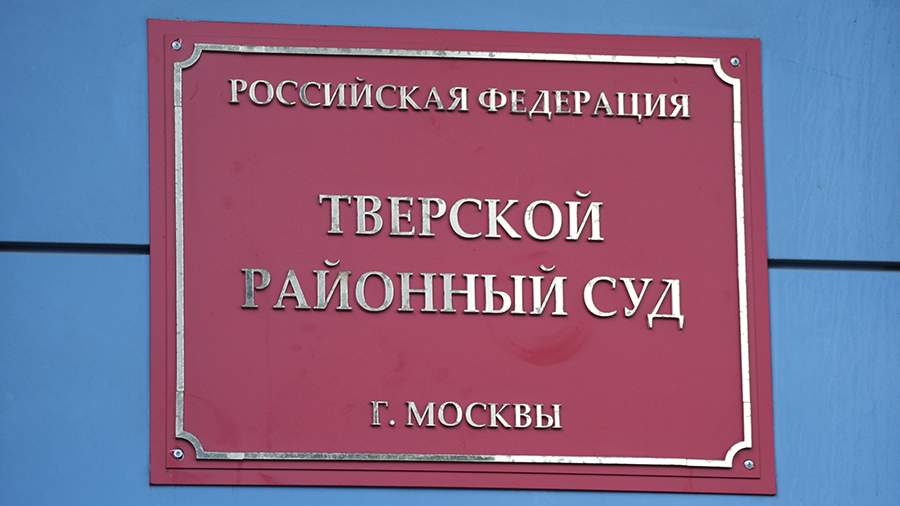 РОССИЙСКАЯ ФЕДЕРАЦИЯ
ТВЕРСКОЙ
РАЙОННЫЙ СУД
Г. МОСКВЫ